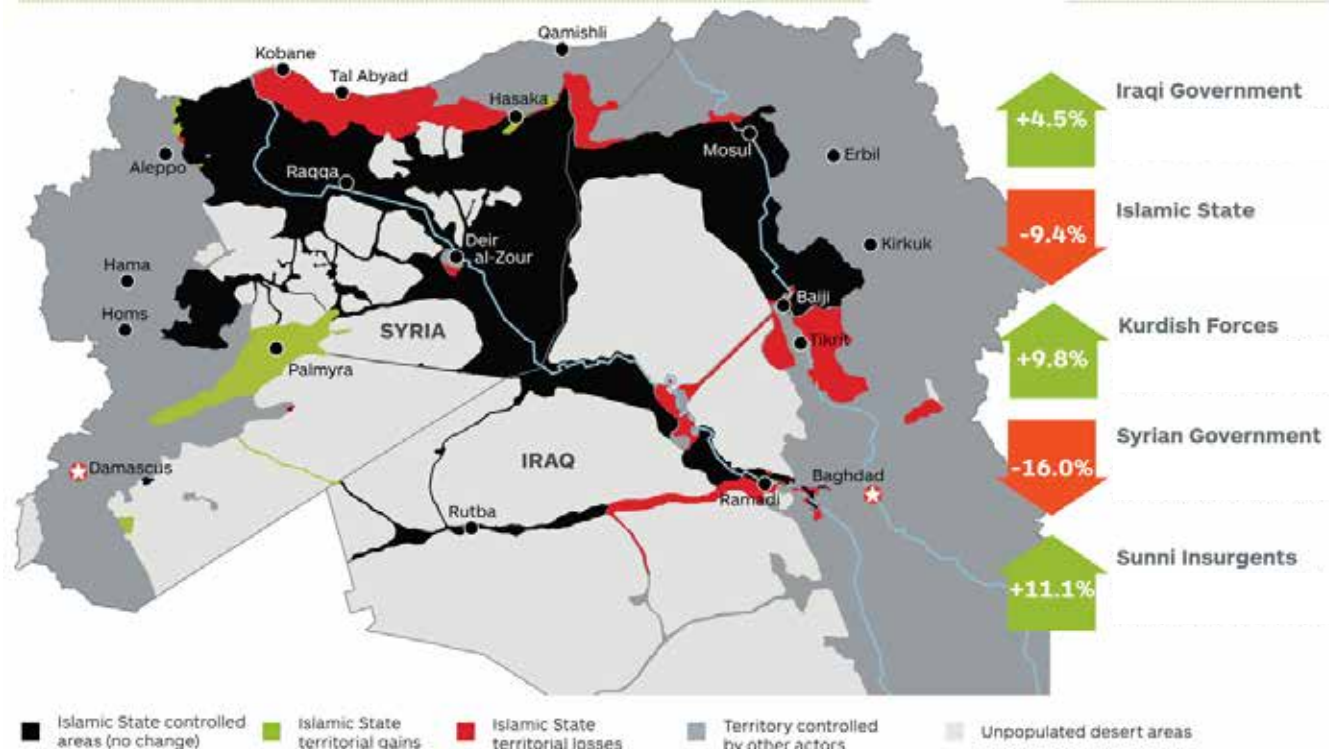 Qamishli
Kobane
Tal Abyad
Hasaka
Aleppo
Raqqa
Mosul
Erbil
Deir
al-Zour
Kirkuk
Hama
Homs
Baiji
SYRIA
Tikrit
Palmyra
IRAQ
Damascus
Baghdad
Ramadi
Rutba
+4.5%
Iraqi Government
-9.4%
Islamic State
+9.8%
Kurdish Forces
-16.0%
Syrian Government
+11.1%
Sunni Insurgents
Islamic State controlled
areas (no change)
Islamic State
territorial gains
Islamic State
territorial losses
Territory controlled
by other actors
Unpopulated desert areas